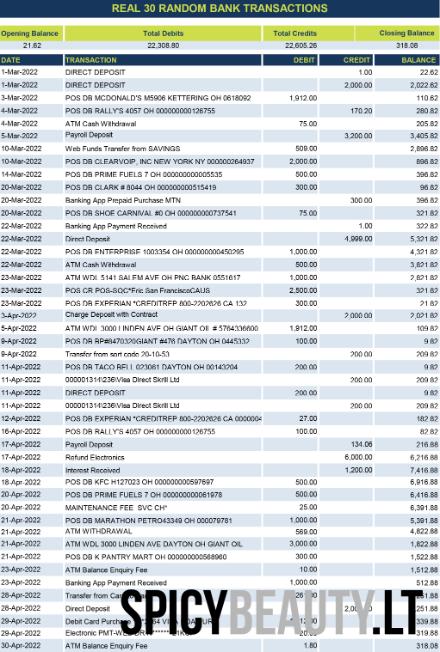 REAL 30 RANDOM BANK TRANSACTIONS
Opening Balance Total Debits Total Credits Closing Balance
21.62 22,308.80 22,605.26 318.08
DATE TRANSACTION DEBIT CREDIT BALANCE
1-Mar-2022 DIRECT DEPOSIT 1.00 22.62
1-Mar-2022 DIRECT DEPOSIT 2,000.00 2,022.62
3-Mar-2022 POS DB MCDONALD'S M5906 KETTERING OH 0618092 1,912.00 110.62
4-Mar-2022 POS DB RALLY'S 4057 OH 000000000126755 170.20 280.82
4-Mar-2022 ATM Cash Withdrawal 75.00 205.82
5-Mar-2022 Payroll Deposit 3,200.00 3,405.82
10-Mar-2022 Web Funds Transfer from SAVINGS 509.00 2,896.82
10-Mar-2022 POS DB CLEARVOIP, INC NEW YORK NY 000000264937 2,000.00 896.82
14-Mar-2022 POS DB PRIME FUELS 7 OH 000000000005535 500.00 396.82
20-Mar-2022 POS DB CLARK # 8044 OH 000000000515419 300.00 96.82
20-Mar-2022 Banking App Prepaid Purchase MTN 300.00 396.82
20-Mar-2022 POS DB SHOE CARNIVAL #0 OH 000000000737541 75.00 321.82
22-Mar-2022 Banking App Payment Received 1.00 322.82
22-Mar-2022 Direct Deposit 4,999.00 5,321.82
22-Mar-2022 POS DB ENTERPRISE 1003354 OH 000000000450295 1,000.00 4,321.82
22-Mar-2022 ATM Cash Withdrawal 500.00 3,821.82
23-Mar-2022 ATM WDL 5141 SALEM AVE OH PNC BANK 0551617 1,000.00 2,821.82
23-Mar-2022 POS CR POS-SQC*Eric San FranciscoCAUS 2,500.00 321.82
23-Mar-2022 POS DB EXPERIAN *CREDITREP 800-2202626 CA 132 300.00 21.82
3-Apr-2022 Charge Deposit with Contract 2,000.00 2,021.82
5-Apr-2022 ATM WDL 3000 LINDEN AVE OH GIANT OIL # 5764336600 1,912.00 109.82
9-Apr-2022 POS DB BP#8470320GIANT #476 DAYTON OH 0445332 100.00 9.82
9-Apr-2022 Transfer from sort code 20-10-53 200.00 209.82
11-Apr-2022 POS DB TACO BELL 023081 DAYTON OH 00143204 200.00 9.82
11-Apr-2022 000001314\236\Visa Direct Skrill Ltd 200.00 209.82
11-Apr-2022 DIRECT DEPOSIT 200.00 9.82
11-Apr-2022 000001314\236\Visa Direct Skrill Ltd 200.00 209.82
12-Apr-2022 POS DB EXPERIAN *CREDITREP 800-2202626 CA 0000004 27.00 182.82
16-Apr-2022 POS DB RALLY'S 4057 OH 000000000126755 100.00 82.82
17-Apr-2022 Payroll Deposit 134.06 216.88
17-Apr-2022 Refund Electronics 6,000.00 6,216.88
18-Apr-2022 Interest Received 1,200.00 7,416.88
18-Apr-2022 POS DB KFC H127023 OH 000000000597697 500.00 6,916.88
20-Apr-2022 POS DB PRIME FUELS 7 OH 000000000061978 500.00 6,416.88
20-Apr-2022 MAINTENANCE FEE SVC CH* 25.00 6,391.88
21-Apr-2022 POS DB MARATHON PETRO43349 OH 000079781 1,000.00 5,391.88
21-Apr-2022 ATM WITHDRAWAL 569.00 4,822.88
21-Apr-2022 ATM WDL 3000 LINDEN AVE DAYTON OH GIANT OIL 3,000.00 1,822.88
21-Apr-2022 POS DB K PANTRY MART OH 000000000588960 300.00 1,522.88
23-Apr-2022 ATM Balance Enquiry Fee 10.00 1,512.88
23-Apr-2022 Banking App Payment Received 1,000.00 512.88
28-Apr-2022 Transfer from
28-Apr-2022 Direct Deposit
29-Apr-2022 Debit Card Purchase 339.88
29-Apr-2022 Electronic 319.88
30-Apr-2022 ATM Balance Enquiry Fee 1.80 318.08
SPICYBEAUTY.LT